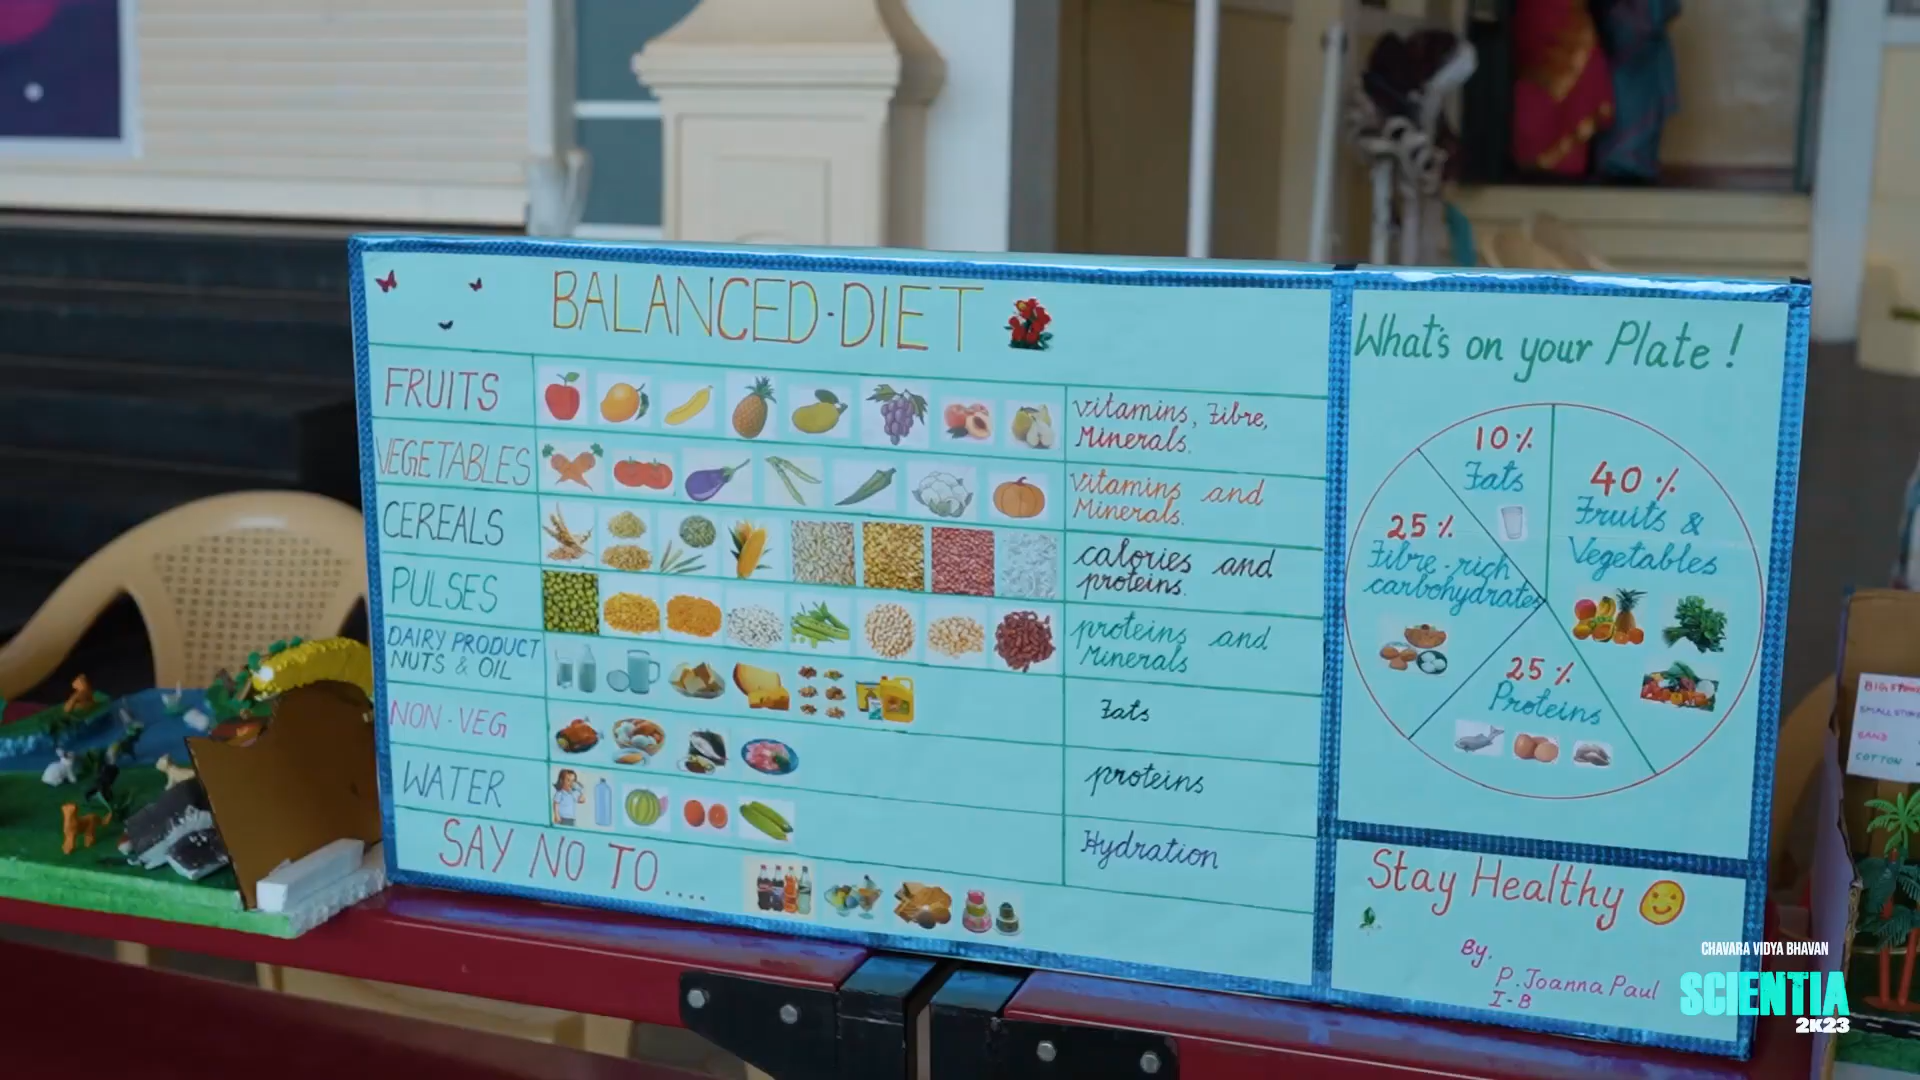 BALANCED-DIET
FRUITS
vitamins, Fibre,
Minerals.
VEGETABLES
vitamins and
Minerals.
CEREALS
calories and
proteins.
PULSES
proteins and
Minerals
DAIRY PRODUCT
NUTS & OIL
Fats
NON-VEG
proteins
WATER
Hydration
SAY NO TO....
What's on your Plate!
10%
Fats
40%
Fruits &
Vegetables
25%
Fibre-rich
carbohydrates
25%
Proteins
Stay Healthy
By,
P. Joanna Paul
I-B
SAND
COTTON
CHAVARA VIDYA BHAVAN
SCIENTIA
2K23